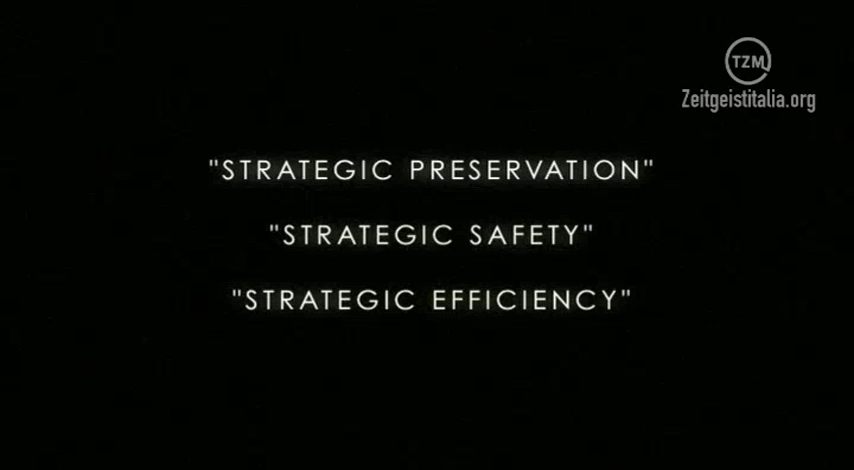 TZM
Zeitgeistitalia.org
"STRATEGIC PRESERVATION"
"STRATEGIC SAFETY"
"STRATEGIC EFFICIENCY"